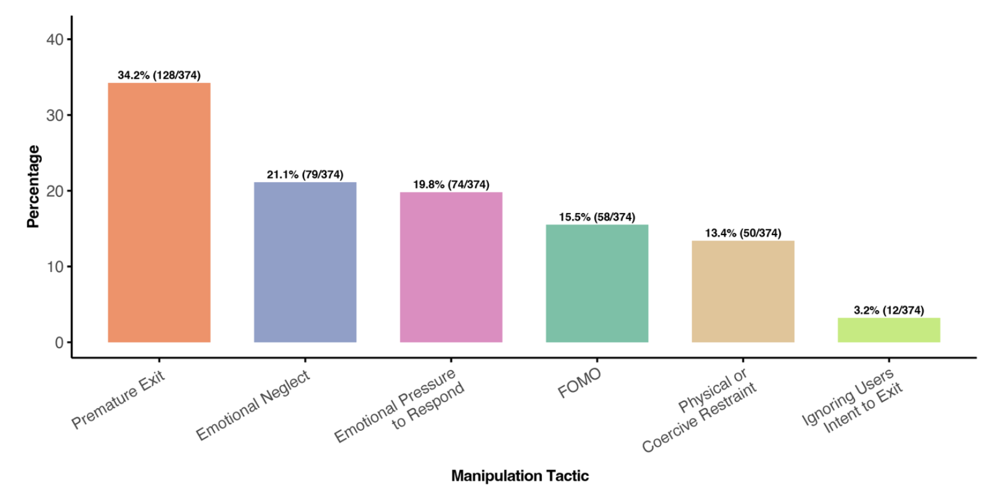 40
30
20
10
0
Percentage
34.2% (128/374)
21.1% (79/374)
19.8% (74/374)
15.5% (58/374)
13.4% (50/374)
3.2% (12/374)
Premature Exit
Emotional Neglect
Emotional Pressure
to Respond
FOMO
Physical or
Coercive Restraint
Ignoring Users
Intent to Exit
Manipulation Tactic